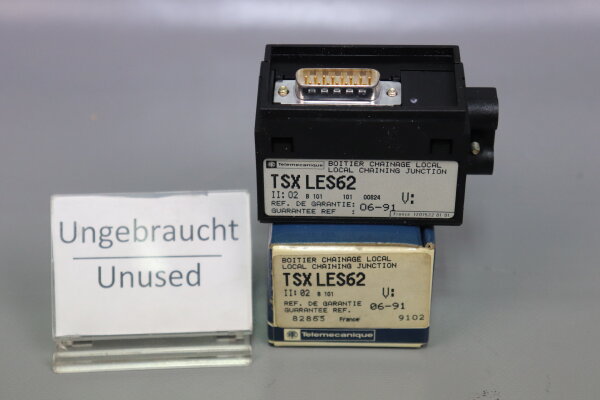 Ungebraucht
Unused
Telemecanique
BOITIER CHAINAGE LOCAL
LOCAL CHAINING JUNCTION
TSX LES62
II: 02 B 101 101 00824 V:
REF. DE GARANTIE:
GUARANTEE REF : 06-91
France
BOITIER CHAINAGE LOCAL
LOCAL CHAINING JUNCTION
TSX LES62
II: 02 B 101 V:
REF. DE GARANTIE
GUARANTEE REF. 06-91
82863 France 9102
Telemecanique